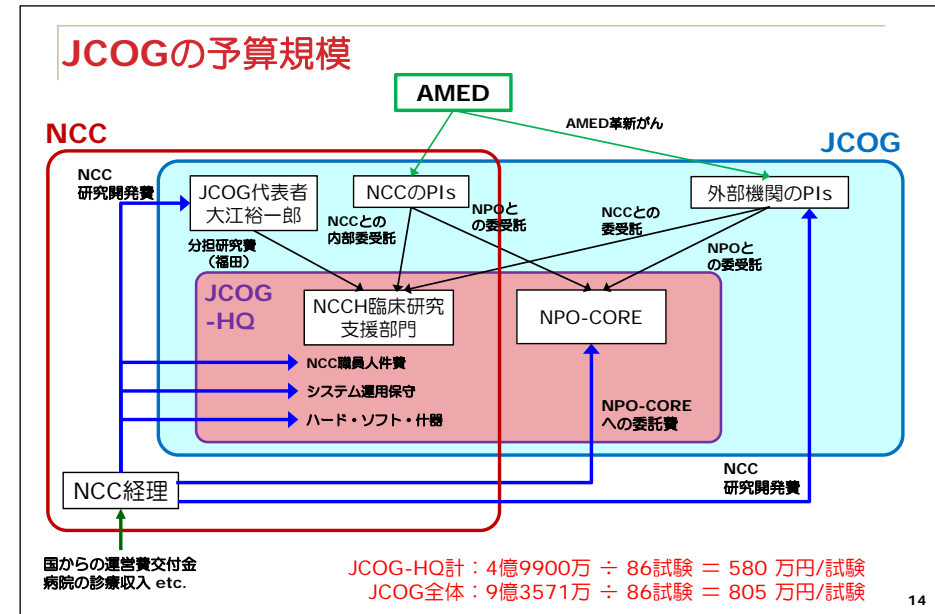 JCOGの予算規模
AMED
AMED革新がん
NCC
JCOG
NCC
研究開発費
JCOG代表者
大江裕一郎
NCCのPIs
外部機関のPIs
分担研究費
（福田）
NCCとの
内部委受託
NPOと
の委受託
NCCとの
委受託
NPOと
の委受託
JCOG
-HQ
NCCH臨床研究
支援部門
NPO-CORE
NCC職員人件費
システム運用保守
ハード・ソフト・什器
NPO-CORE
への委託費
NCC経理
NCC
研究開発費
国からの運営費交付金
病院の診療収入 etc.
JCOG-HQ計：4億9900万 ÷ 86試験 ＝ 580 万円/試験
JCOG全体：9億3571万 ÷ 86試験 ＝ 805 万円/試験
14